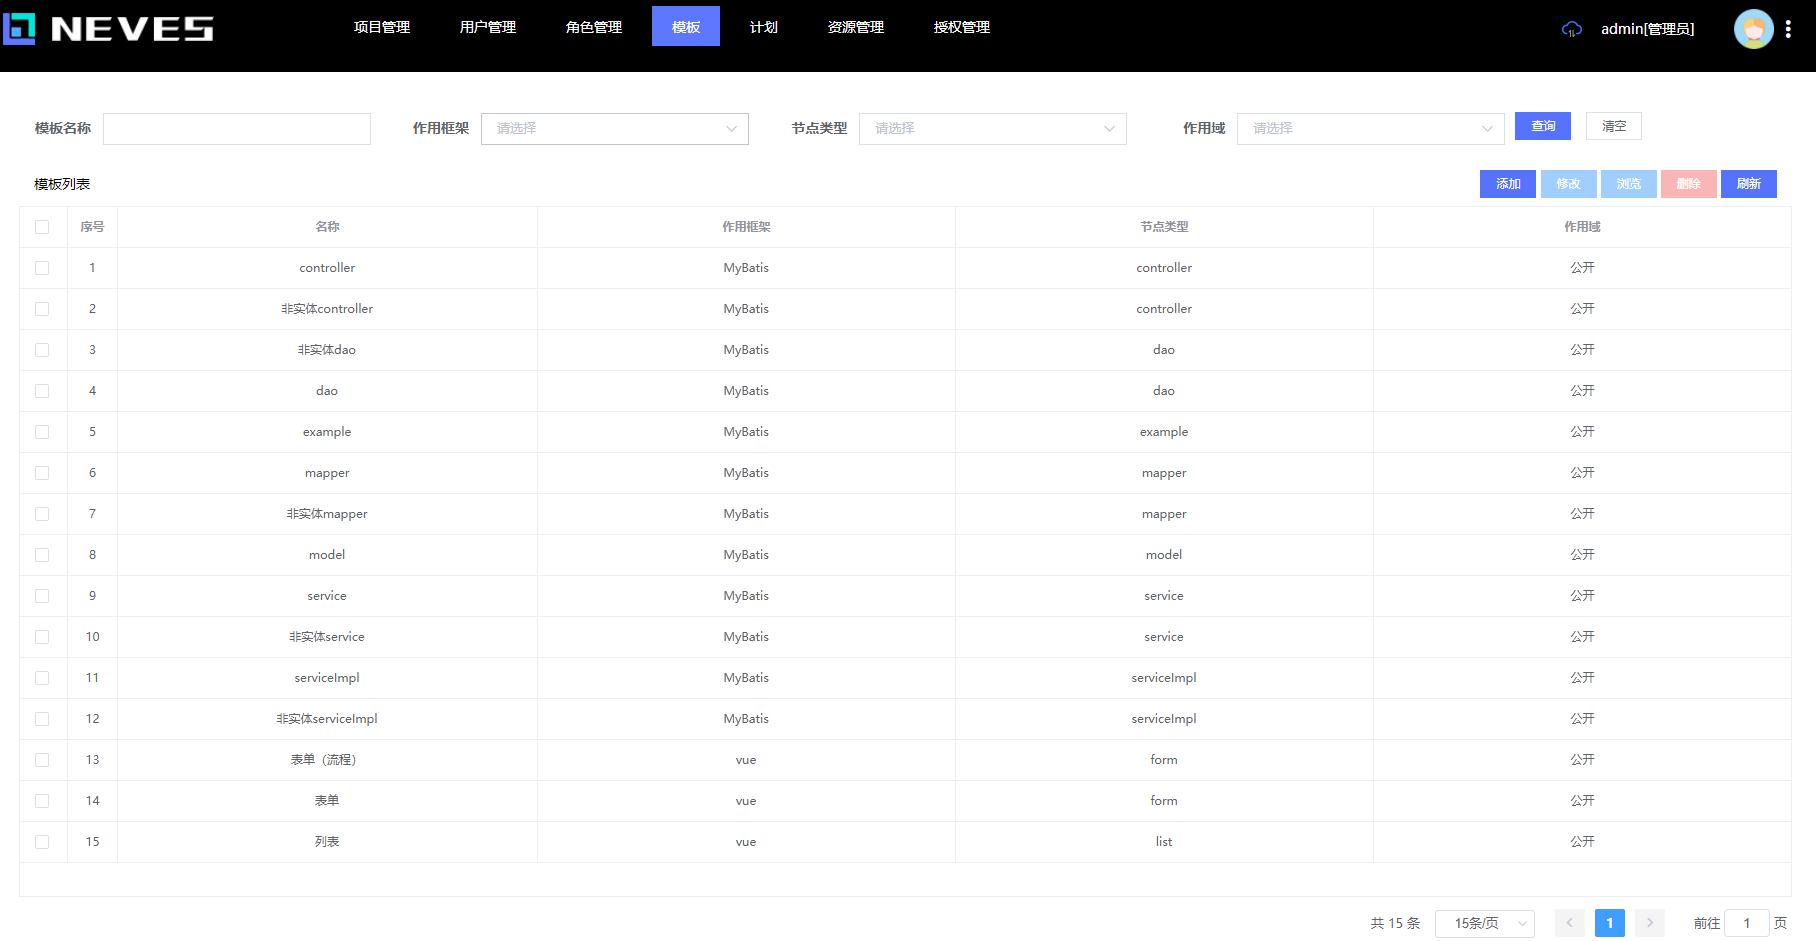 NEVES 项目管理 用户管理 角色管理 模板 计划 资源管理 授权管理 admin[管理员]
模板名称 作用框架 请选择 节点类型 请选择 作用域 请选择 查询 清空
模板列表 添加 修改 浏览 删除 刷新
序号 名称 作用框架 节点类型 作用域
1 controller MyBatis controller 公开
2 非实体controller MyBatis controller 公开
3 非实体dao MyBatis dao 公开
4 dao MyBatis dao 公开
5 example MyBatis example 公开
6 mapper MyBatis mapper 公开
7 非实体mapper MyBatis mapper 公开
8 model MyBatis model 公开
9 service MyBatis service 公开
10 非实体service MyBatis service 公开
11 serviceImpl MyBatis serviceImpl 公开
12 非实体serviceImpl MyBatis serviceImpl 公开
13 表单（流程） vue form 公开
14 表单 vue form 公开
15 列表 vue list 公开
共 15 条 15条/页 1 前往 1 页